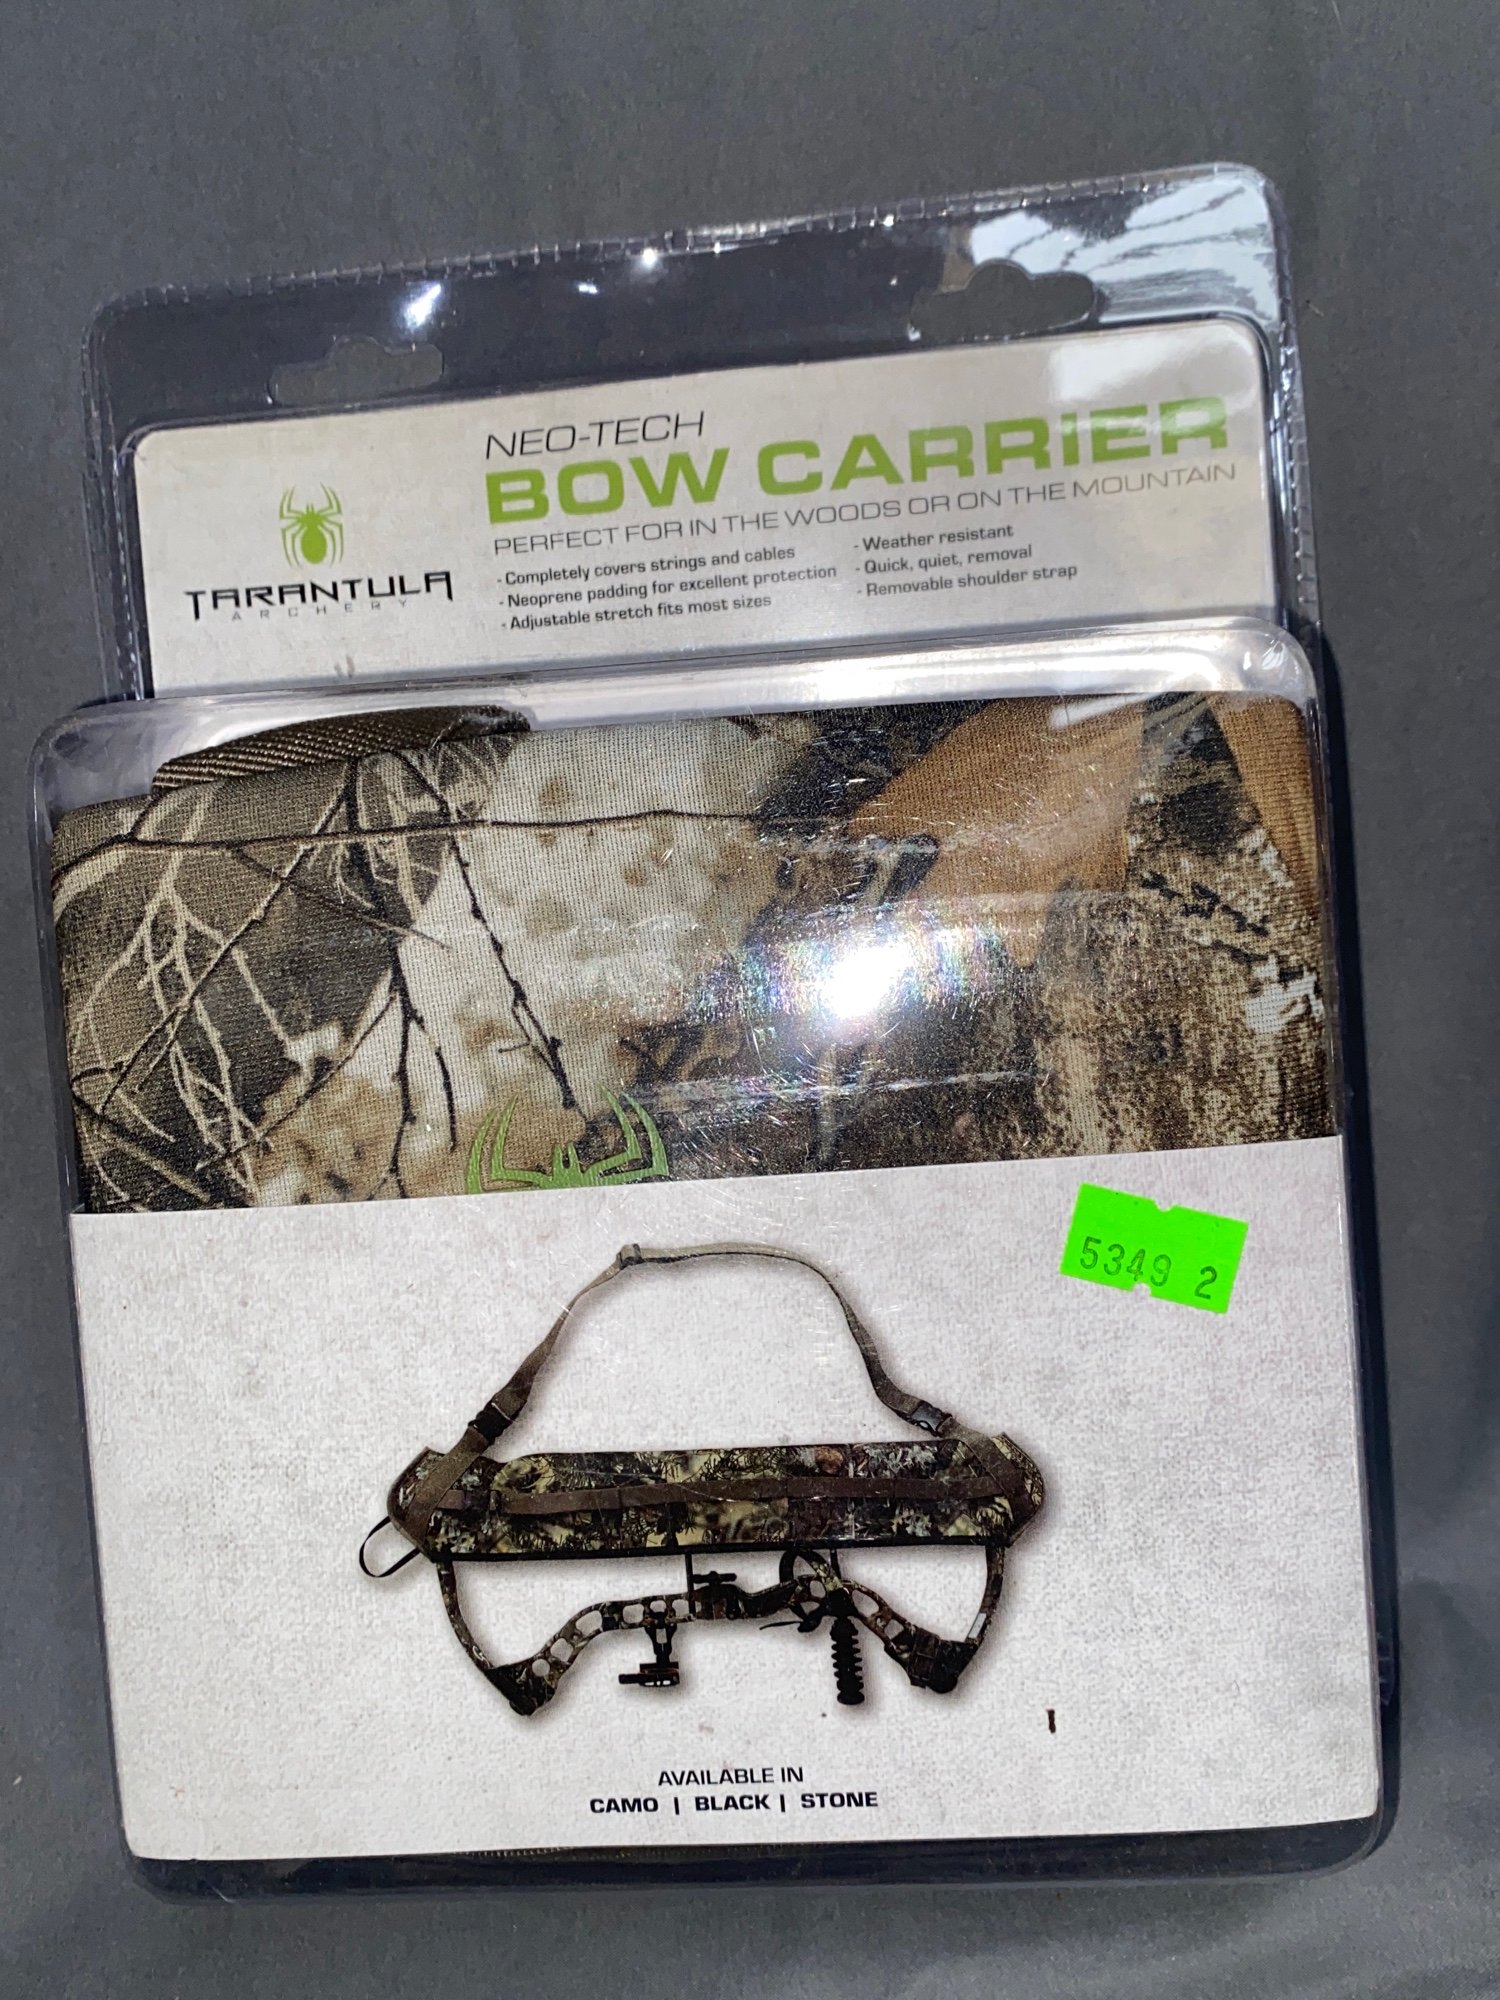 NEO-TECH
BOW CARRIER
PERFECT FOR IN THE WOODS OR ON THE MOUNTAIN
- Completely covers strings and cables
- Neoprene padding for excellent protection
- Adjustable stretch fits most sizes
- Weather resistant
- Quick, quiet, removal
- Removable shoulder strap
TARANTULA
ARCHERY
5349 2
AVAILABLE IN
CAMO | BLACK | STONE